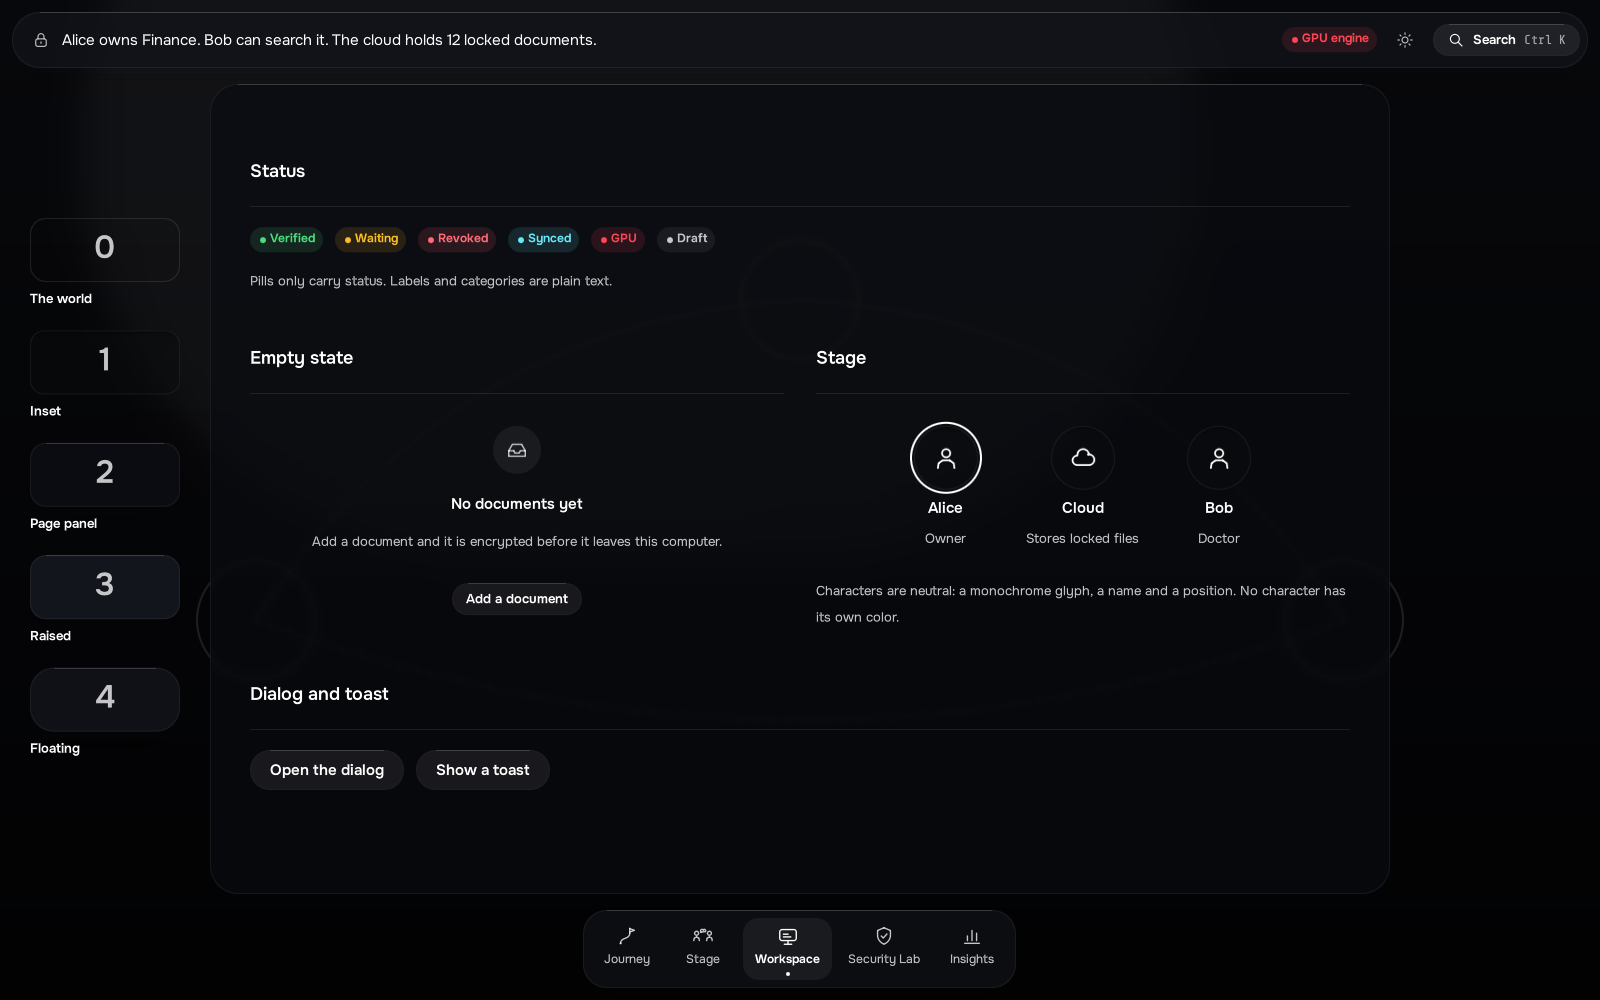 Alice owns Finance. Bob can search it. The cloud holds 12 locked documents.
GPU engine
Search Ctrl K
0
The world
1
Inset
2
Page panel
3
Raised
4
Floating
Status
Verified
Waiting
Revoked
Synced
GPU
Draft
Pills only carry status. Labels and categories are plain text.
Empty state
No documents yet
Add a document and it is encrypted before it leaves this computer.
Add a document
Stage
Alice
Owner
Cloud
Stores locked files
Bob
Doctor
Characters are neutral: a monochrome glyph, a name and a position. No character has
its own color.
Dialog and toast
Open the dialog
Show a toast
Journey
Stage
Workspace
Security Lab
Insights